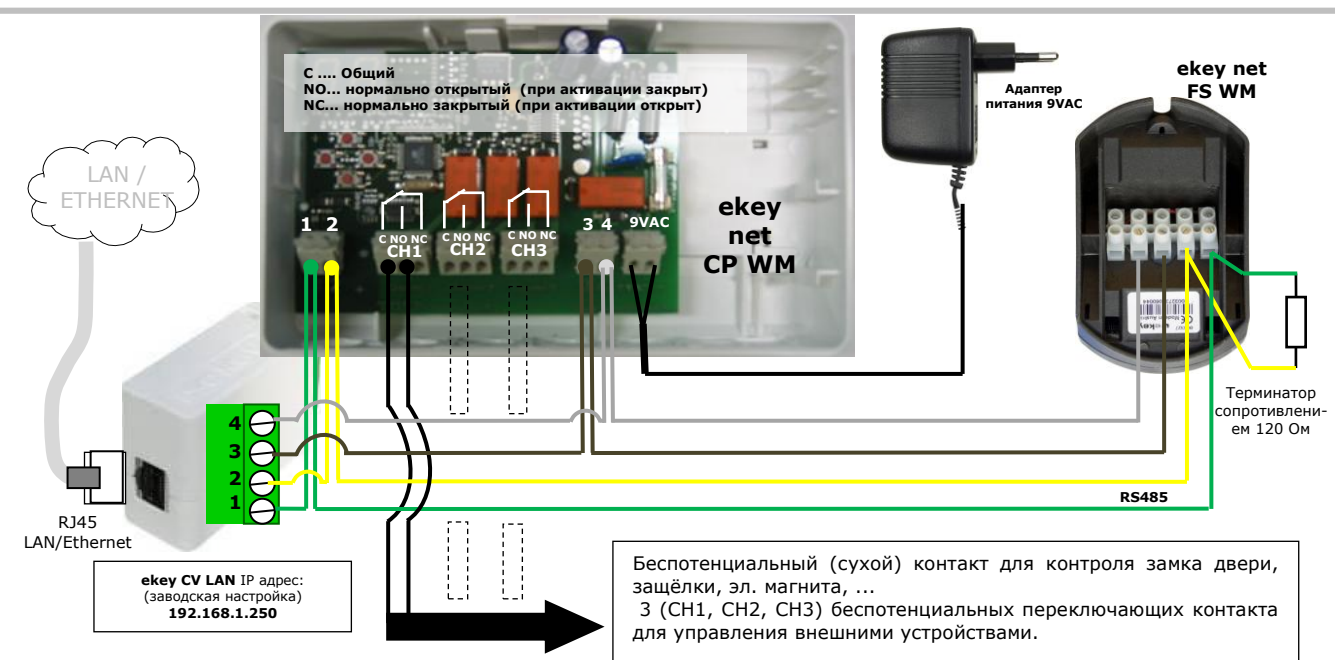 C .... Общий
NO... нормально открытый (при активации закрыт)
NC... нормально закрытый (при активации открыт)
Адаптер
питания 9VAC
ekey net
FS WM
LAN /
ETHERNET
1 2
C NO NC
CH1
C NO NC
CH2
C NO NC
CH3
3 4
9VAC
ekey
net
CP WM
4
3
2
1
Терминатор
сопротивлени-
ем 120 Ом
RS485
RJ45
LAN/Ethernet
ekey CV LAN IP адрес:
(заводская настройка)
192.168.1.250
Беспотенциальный (сухой) контакт для контроля замка двери,
защёлки, эл. магнита, ...
3 (CH1, CH2, CH3) беспотенциальных переключающих контакта
для управления внешними устройствами.